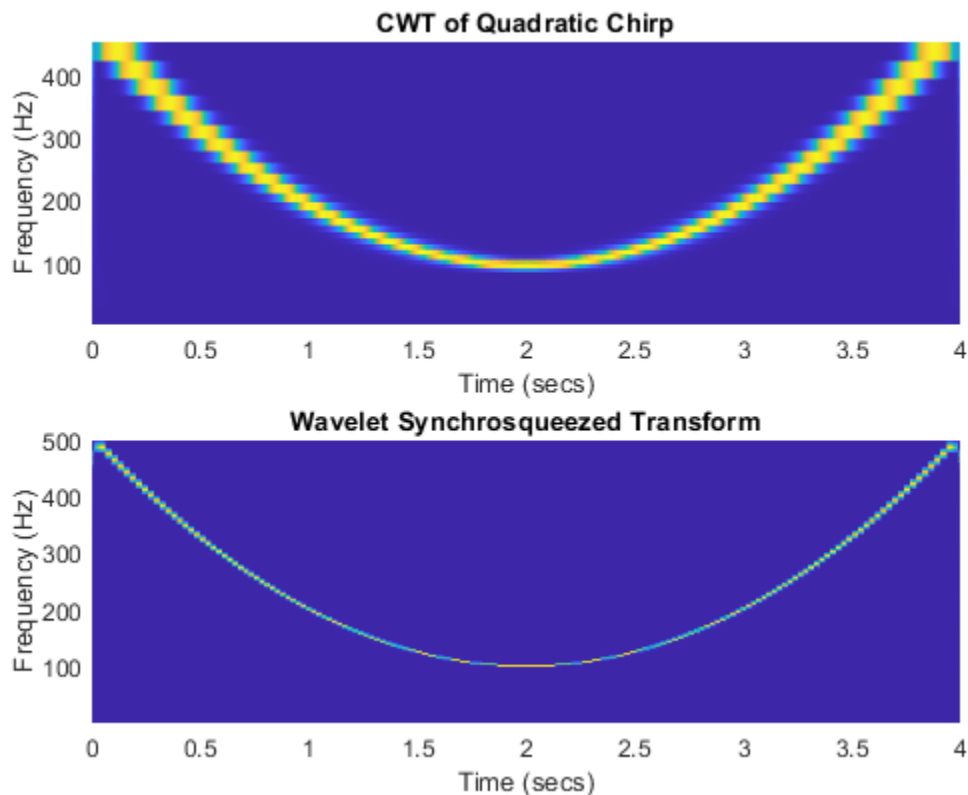 CWT of Quadratic Chirp
Frequency (Hz)
400
300
200
100
0 0.5 1 1.5 2 2.5 3 3.5 4
Time (secs)
Wavelet Synchrosqueezed Transform
Frequency (Hz)
500
400
300
200
100
0 0.5 1 1.5 2 2.5 3 3.5 4
Time (secs)